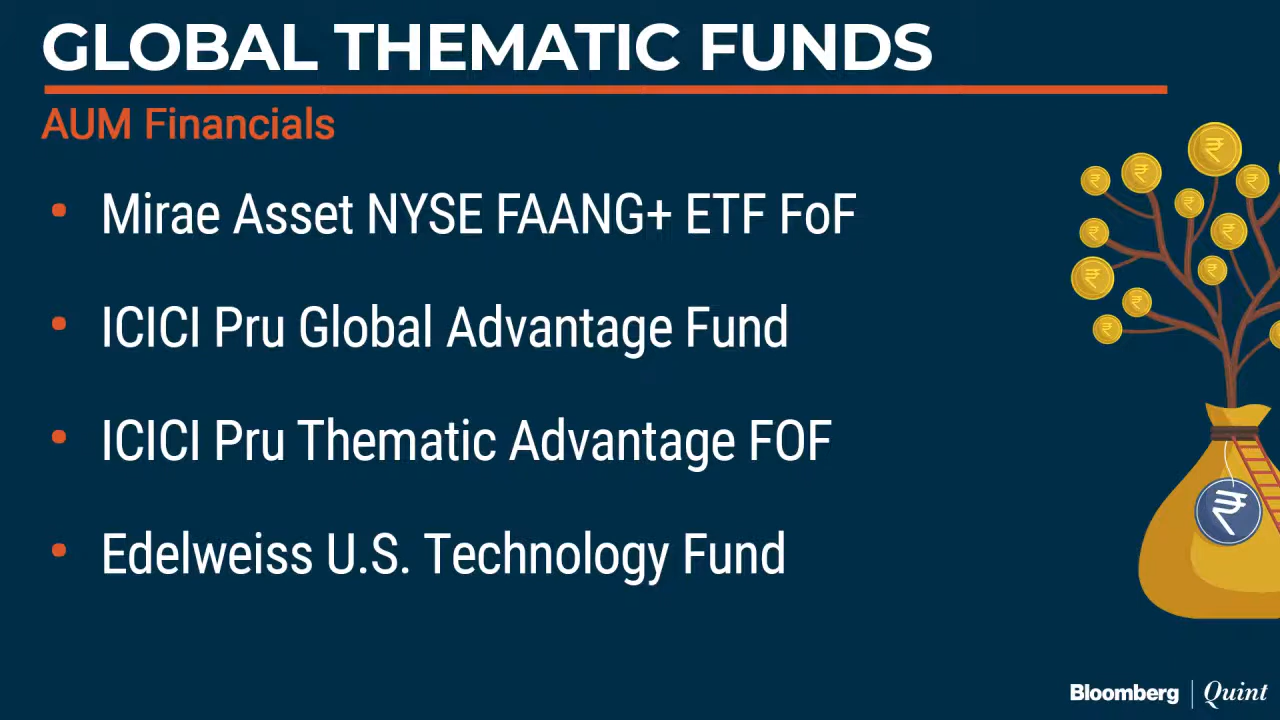 GLOBAL THEMATIC FUNDS
AUM Financials
• Mirae Asset NYSE FAANG+ ETF FoF
• ICICI Pru Global Advantage Fund
• ICICI Pru Thematic Advantage FOF
• Edelweiss U.S. Technology Fund
₹
Bloomberg | Quint